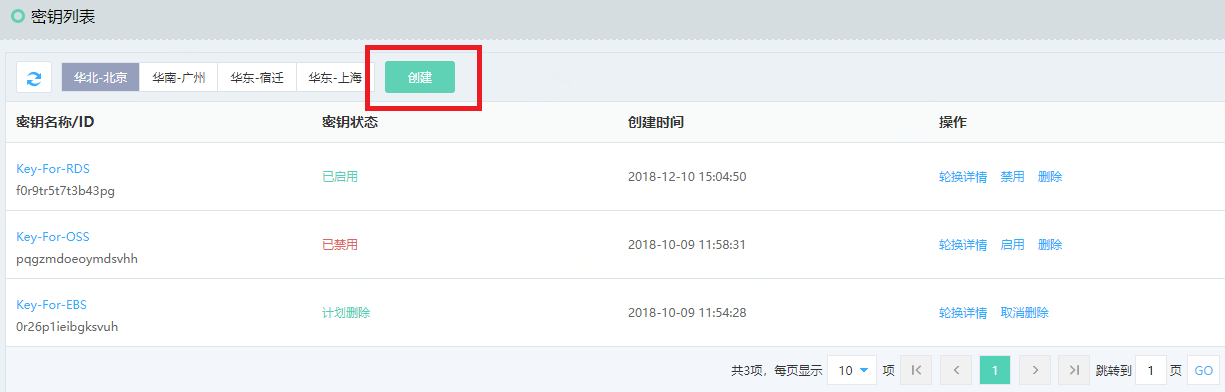 密钥列表
华北-北京 华南-广州 华东-宿迁 华东-上海 创建
密钥名称/ID 密钥状态 创建时间 操作
Key-For-RDS
f0r9tr5t7t3b43pg
已启用 2018-12-10 15:04:50 轮换详情 禁用 删除
Key-For-OSS
pqgzmdoeoymdsvhh
已禁用 2018-10-09 11:58:31 轮换详情 启用 删除
Key-For-EBS
0r26p1ieibgksvuh
计划删除 2018-10-09 11:54:28 轮换详情 取消删除
共3项，每页显示 10 项 1 跳转到 1 页 GO